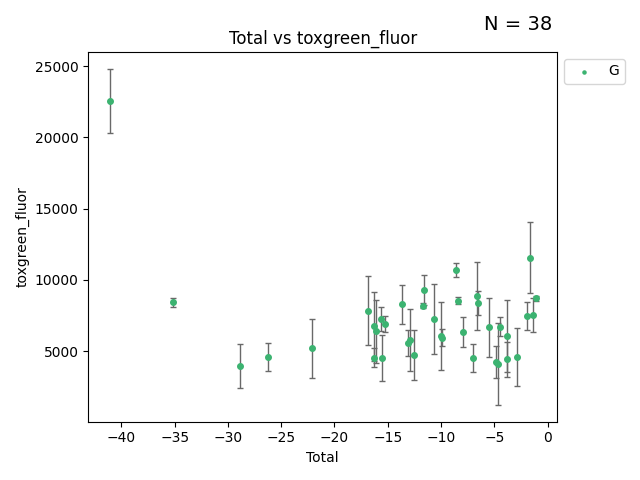 N = 38
Total vs toxgreen_fluor
G
toxgreen_fluor
25000
20000
15000
10000
5000
−40 −35 −30 −25 −20 −15 −10 −5 0
Total